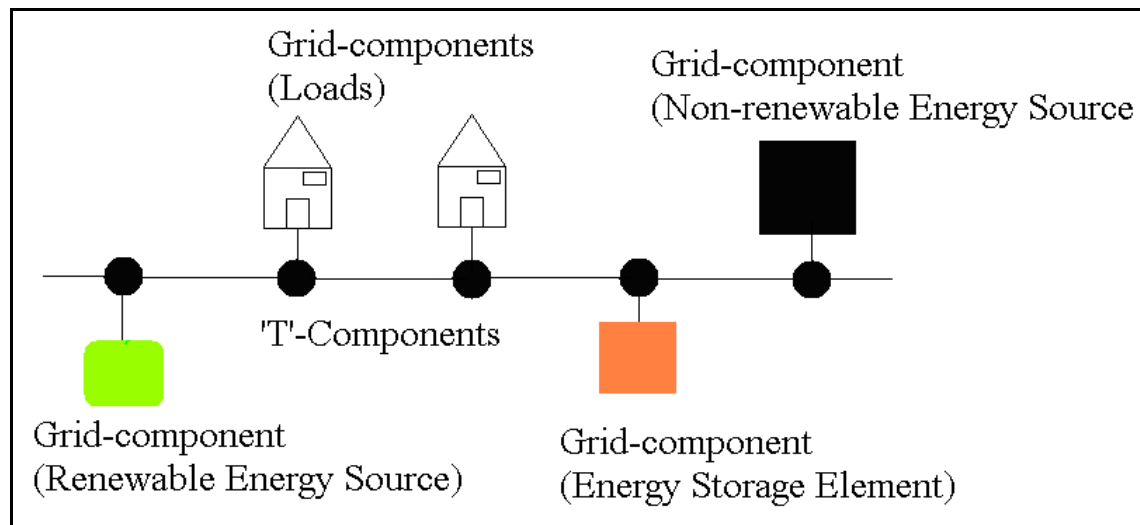 Grid-components
(Loads)
Grid-component
(Non-renewable Energy Source
'T'-Components
Grid-component
(Renewable Energy Source)
Grid-component
(Energy Storage Element)